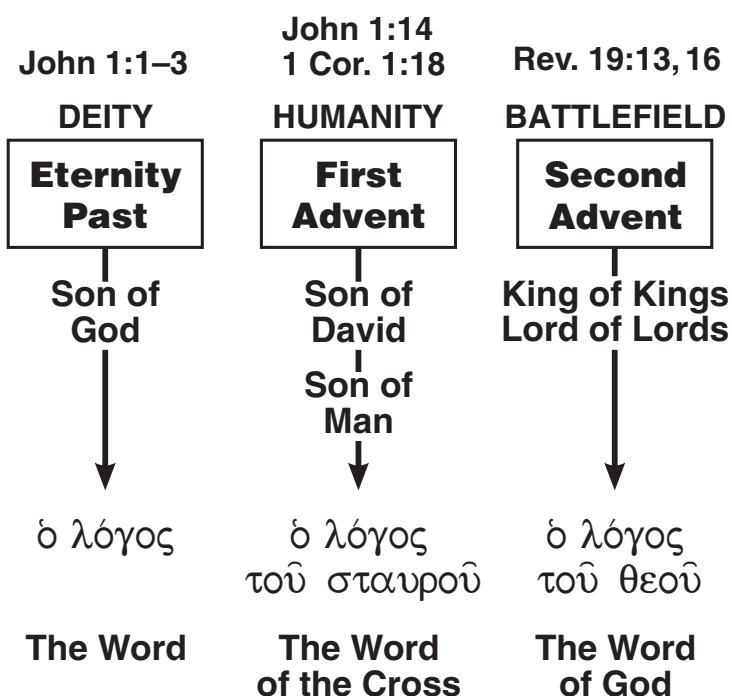 John 1:1–3
DEITY
Eternity
Past
Son of
God
ὁ λόγος
The Word
John 1:14
1 Cor. 1:18
HUMANITY
First
Advent
Son of
David
Son of
Man
ὁ λόγος
τοῦ σταυροῦ
The Word
of the Cross
Rev. 19:13, 16
BATTLEFIELD
Second
Advent
King of Kings
Lord of Lords
ὁ λόγος
τοῦ θεοῦ
The Word
of God